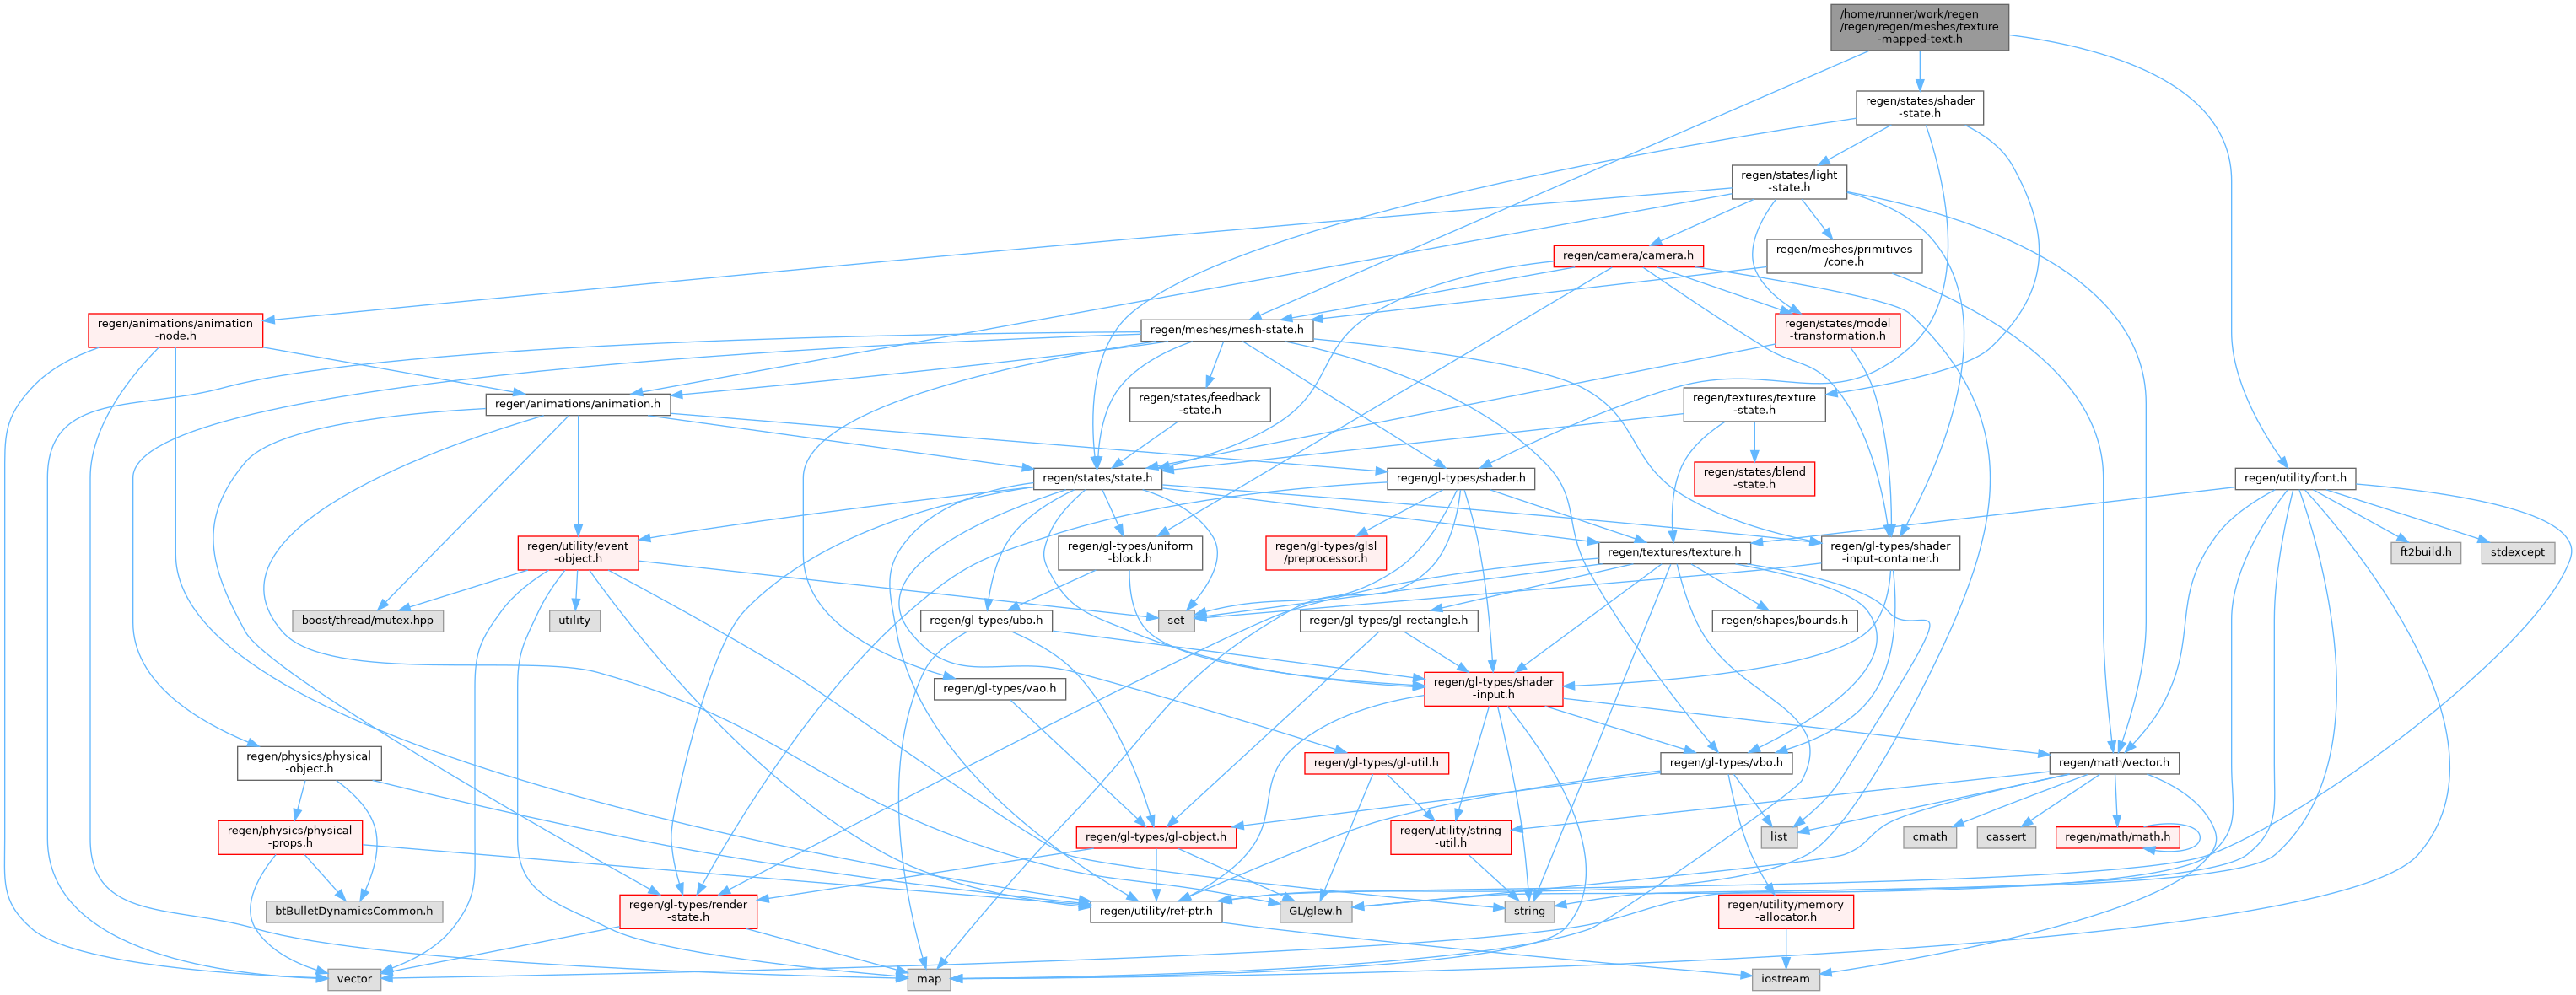 /home/runner/work/regen
/regen/regen/meshes/texture
-mapped-text.h
regen/states/shader
-state.h
regen/states/light
-state.h
regen/camera/camera.h
regen/meshes/primitives
/cone.h
regen/animations/animation
-node.h
regen/meshes/mesh-state.h
regen/states/model
-transformation.h
regen/animations/animation.h
regen/states/feedback
-state.h
regen/textures/texture
-state.h
regen/states/state.h
regen/gl-types/shader.h
regen/states/blend
-state.h
regen/utility/font.h
regen/utility/event
-object.h
regen/gl-types/uniform
-block.h
regen/gl-types/glsl
/preprocessor.h
regen/textures/texture.h
regen/gl-types/shader
-input-container.h
ft2build.h
stdexcept
boost/thread/mutex.hpp
utility
regen/gl-types/ubo.h
set
regen/gl-types/gl-rectangle.h
regen/shapes/bounds.h
regen/gl-types/vao.h
regen/gl-types/shader
-input.h
regen/physics/physical
-object.h
regen/gl-types/gl-util.h
regen/gl-types/vbo.h
regen/math/vector.h
regen/physics/physical
-props.h
regen/gl-types/gl-object.h
regen/utility/string
-util.h
list
cmath
cassert
regen/math/math.h
btBulletDynamicsCommon.h
regen/gl-types/render
-state.h
regen/utility/ref-ptr.h
GL/glew.h
string
regen/utility/memory
-allocator.h
vector
map
iostream